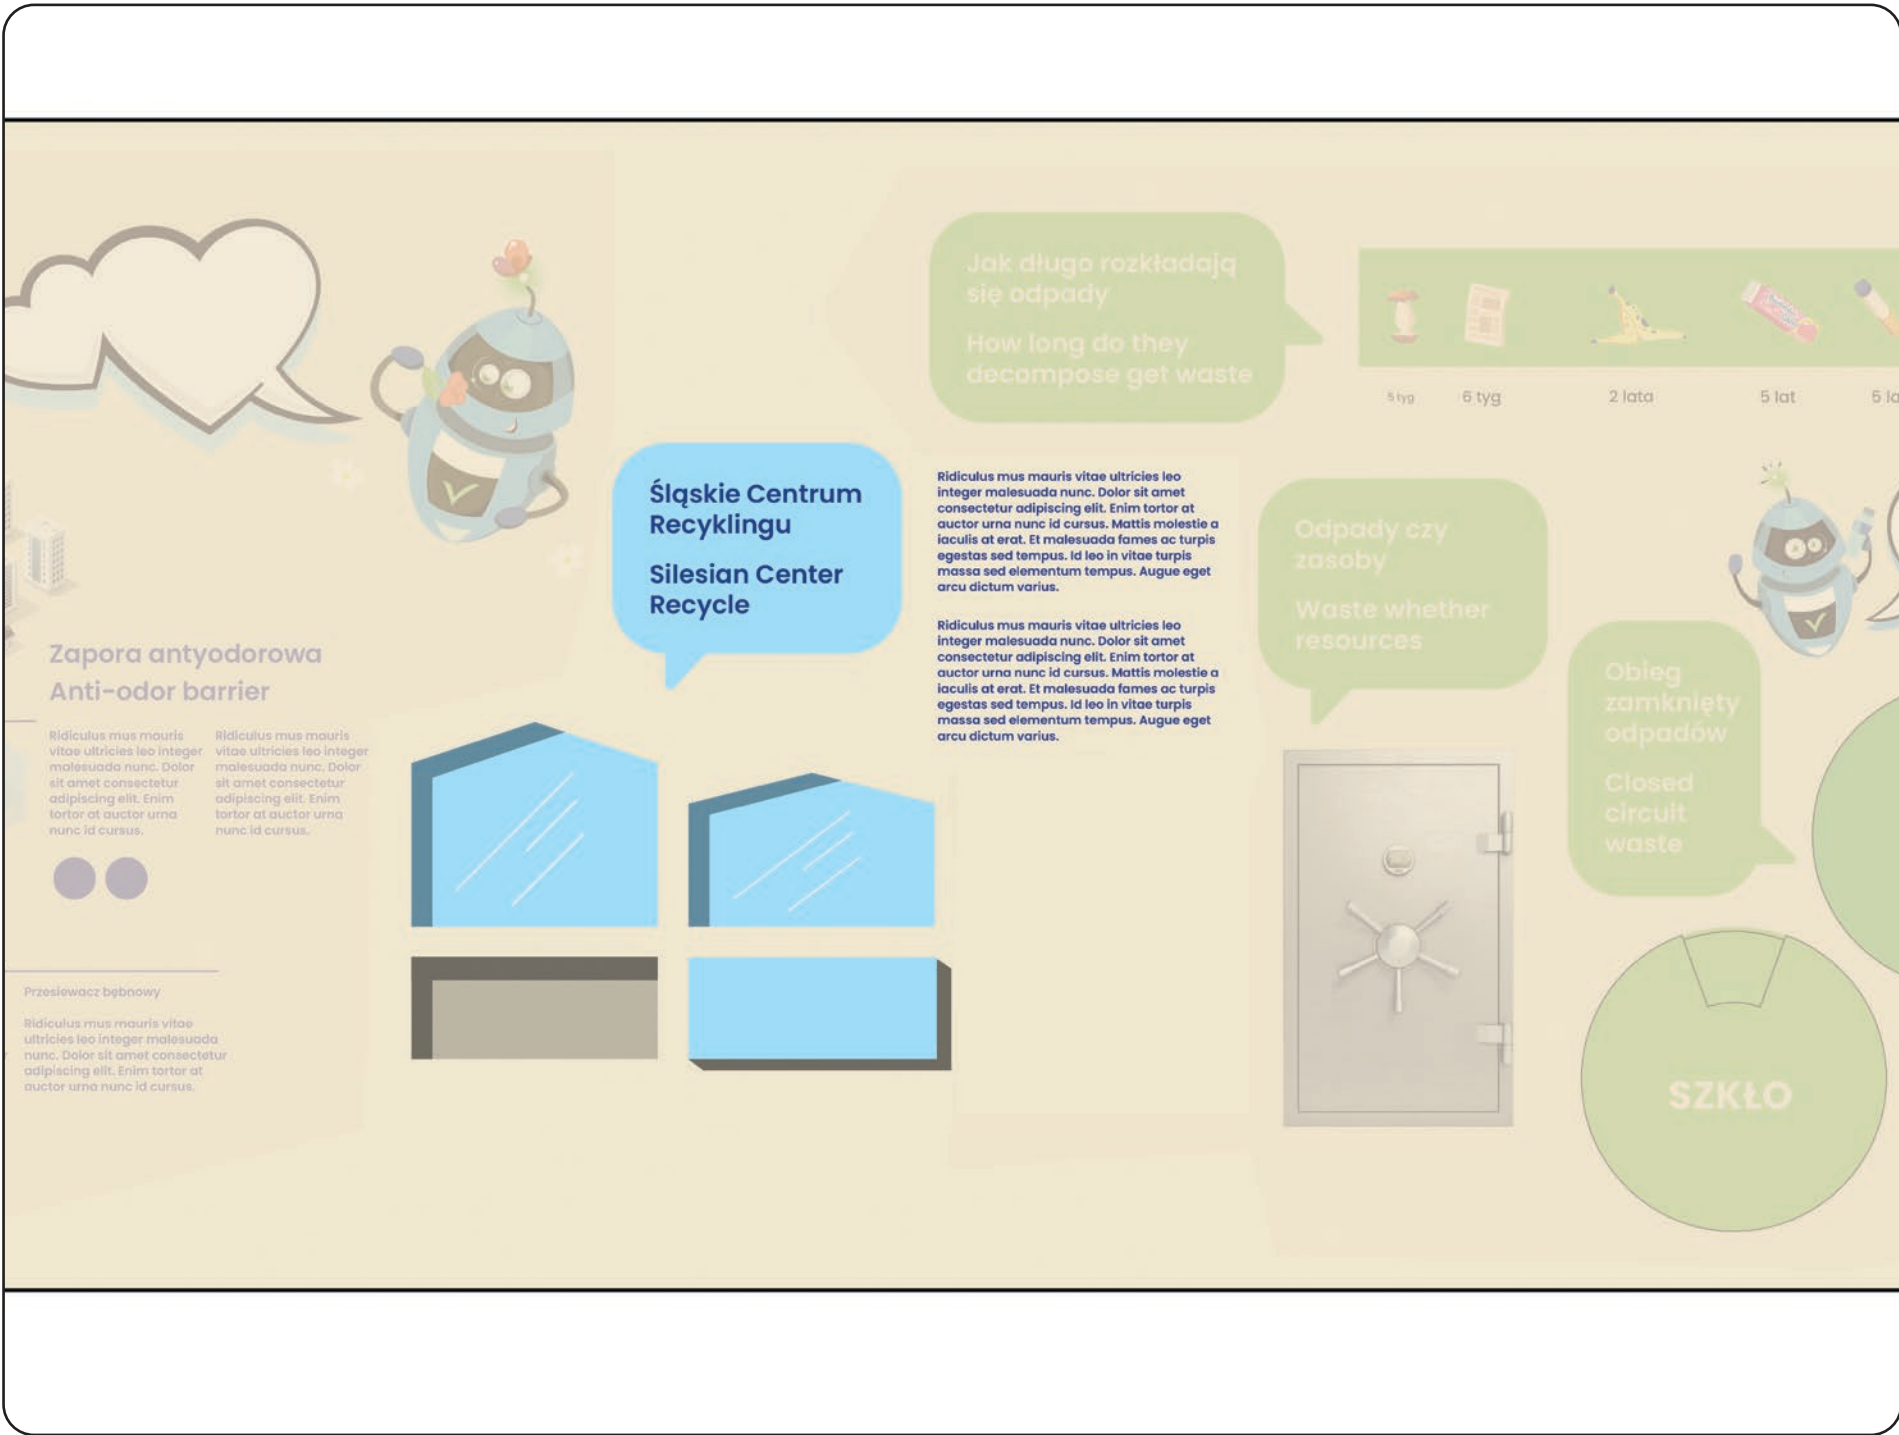 Jak długo rozkładają
się odpady
How long do they
decompose get waste
5 tyg
6 tyg
2 lata
5 lat
Śląskie Centrum
Recyklingu
Silesian Center
Recycle
Ridiculus mus mauris vitae ultricies leo
integer malesuada nunc. Dolor sit amet
consectetur adipiscing elit. Enim tortor at
auctor urna nunc id cursus. Mattis molestie a
iaculis at erat. Et malesuada fames ac turpis
egestas sed tempus. Id leo in vitae turpis
massa sed elementum tempus. Augue eget
arcu dictum varius.
Ridiculus mus mauris vitae ultricies leo
integer malesuada nunc. Dolor sit amet
consectetur adipiscing elit. Enim tortor at
auctor urna nunc id cursus. Mattis molestie a
iaculis at erat. Et malesuada fames ac turpis
egestas sed tempus. Id leo in vitae turpis
massa sed elementum tempus. Augue eget
arcu dictum varius.
Odpady czy
zasoby
Waste whether
resources
Zapora antyodorowa
Anti-odor barrier
Ridiculus mus mauris
vitae ultricies leo integer
malesuada nunc. Dolor
sit amet consectetur
adipiscing elit. Enim
tortor at auctor urna
nunc id cursus.
Ridiculus mus mauris
vitae ultricies leo integer
malesuada nunc. Dolor
sit amet consectetur
adipiscing elit. Enim
tortor at auctor urna
nunc id cursus.
Obieg
zamknięty
odpadów
Closed
circuit
waste
Przesiewacz bębnowy
Ridiculus mus mauris vitae
ultricies leo integer malesuada
nunc. Dolor sit amet consectetur
adipiscing elit. Enim tortor at
auctor urna nunc id cursus.
SZKŁO